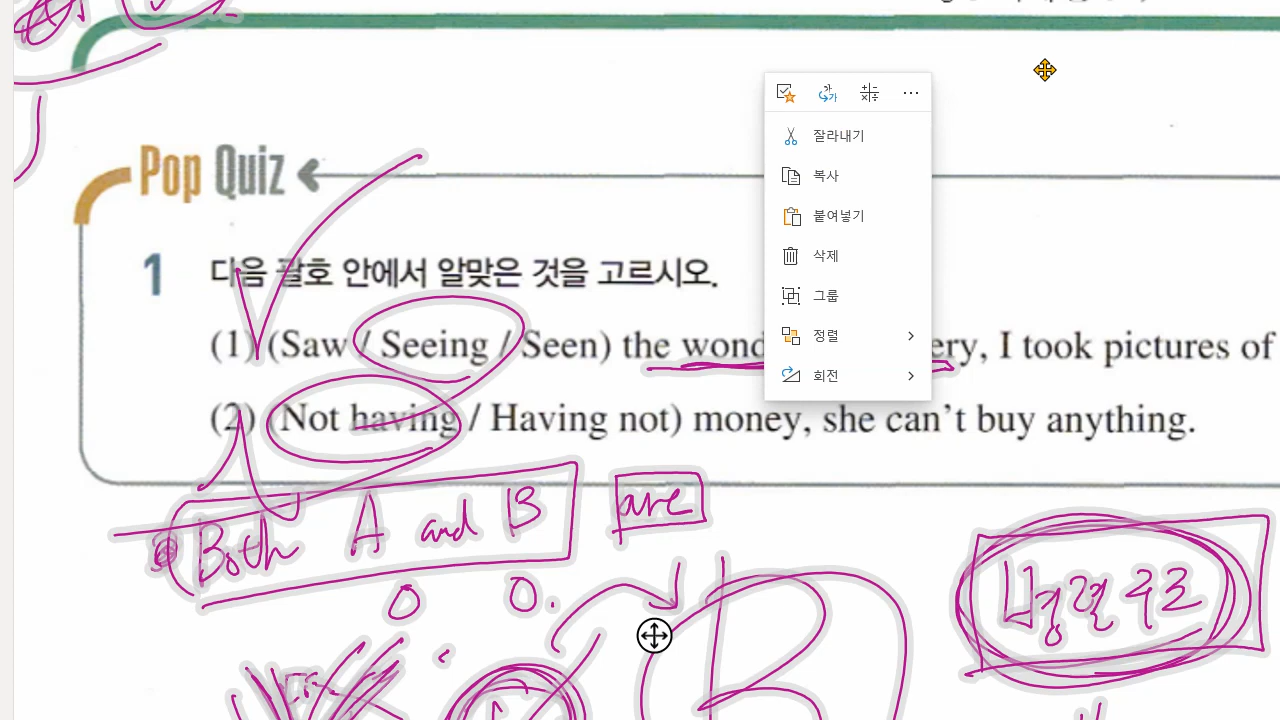 Pop Quiz
잘라내기
복사
붙여넣기
삭제
그룹
정렬
회전
1 다음 괄호 안에서 알맞은 것을 고르시오.
(1) (Saw / Seeing / Seen) the ery, I took pictures of
(2) (Not having / Having not) money, she can't buy anything.
Both A and B are
O O.
병렬구조
B